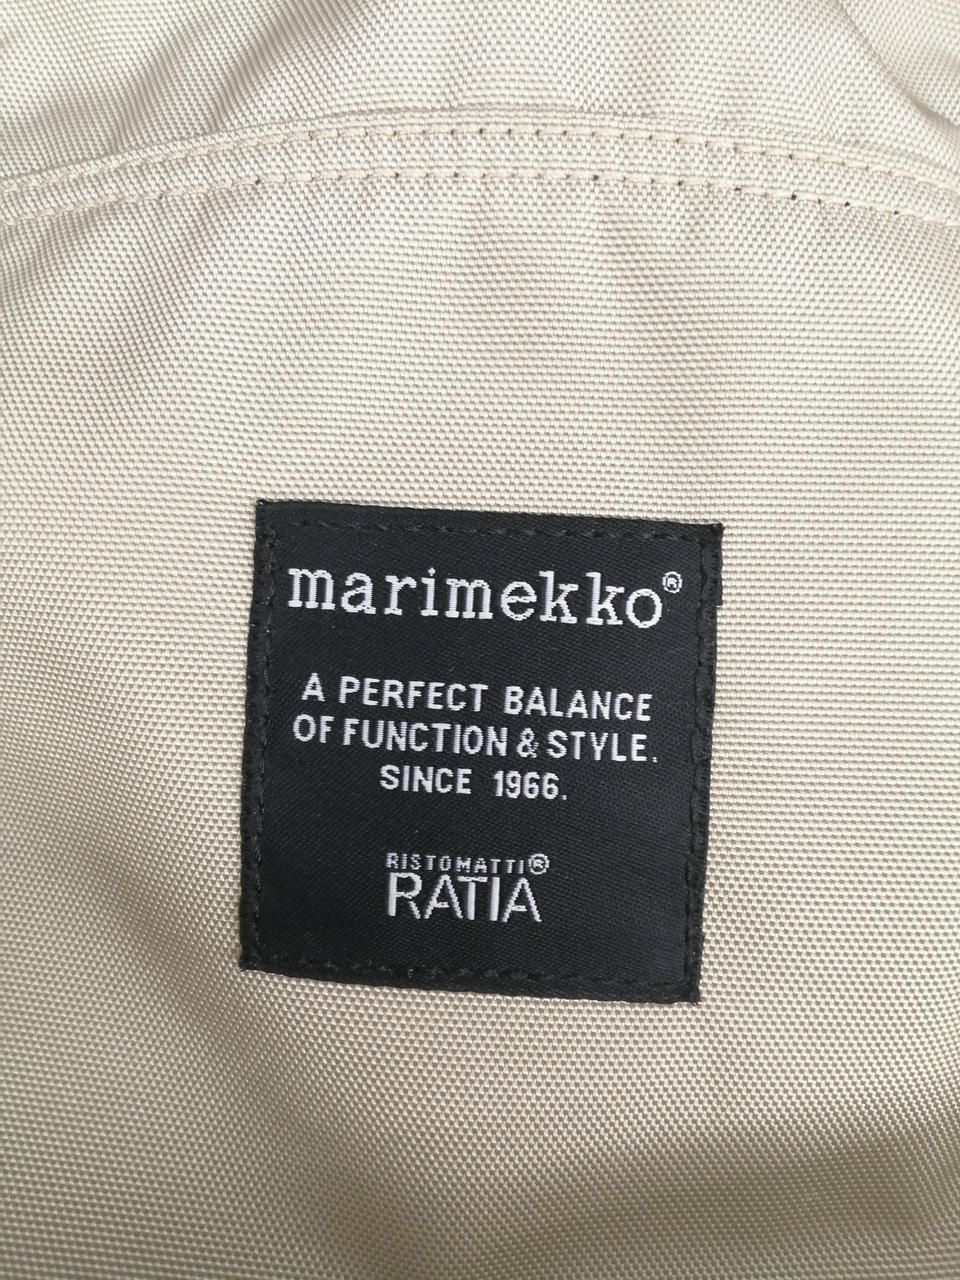 marimekko®
A PERFECT BALANCE
OF FUNCTION & STYLE.
SINCE 1966.
RISTOMATTI®
RATIA